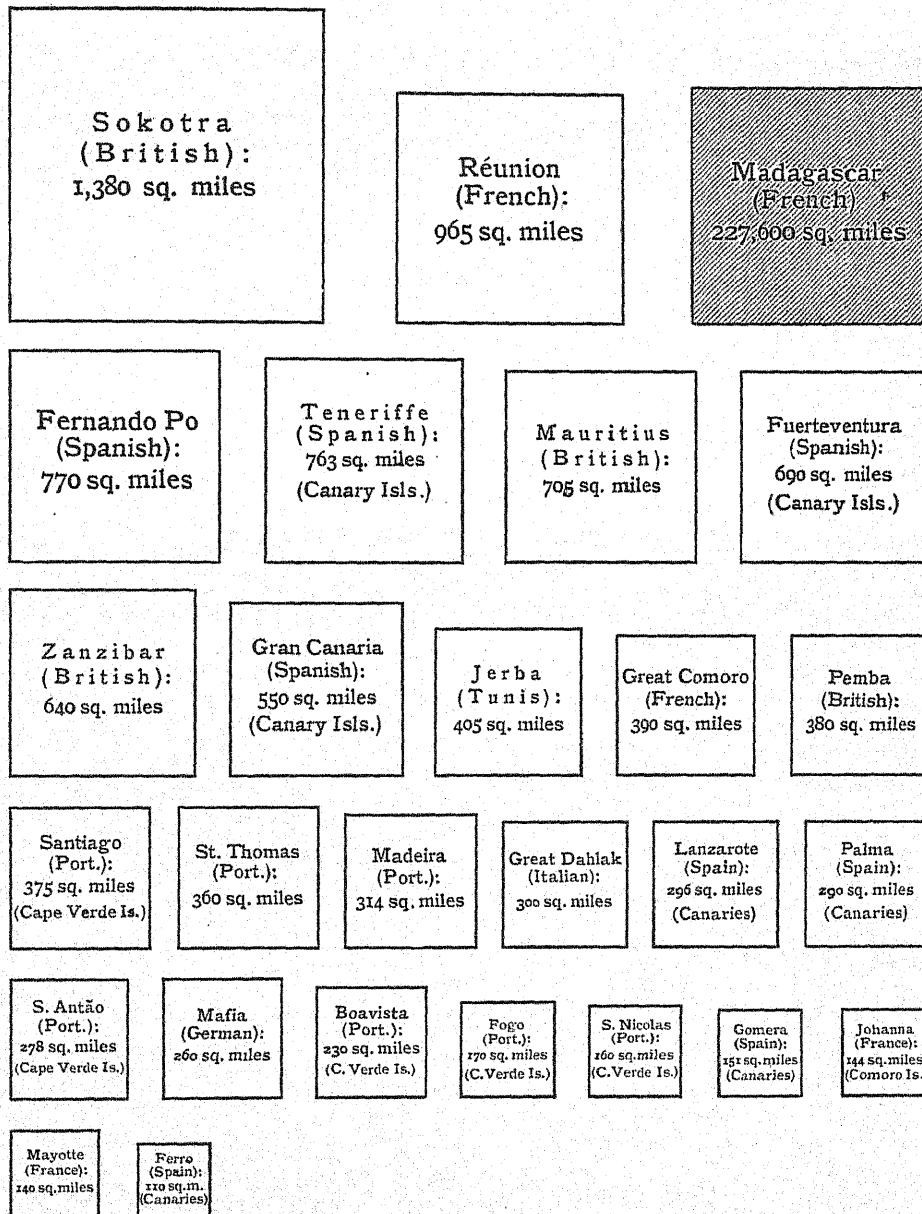 Sokotra
(British):
1,380 sq. miles
Réunion
(French):
965 sq. miles
Madagascar
(French)
227,600 sq. miles
Fernando Po
(Spanish):
770 sq. miles
Teneriffe
(Spanish):
763 sq. miles
(Canary Isls.)
Mauritius
(British):
705 sq. miles
Fuerteventura
(Spanish):
690 sq. miles
(Canary Isls.)
Zanzibar
(British):
640 sq. miles
Gran Canaria
(Spanish):
550 sq. miles
(Canary Isls.)
Jerba
(Tunis):
405 sq. miles
Great Comoro
(French):
390 sq. miles
Pemba
(British):
380 sq. miles
Santiago
(Port.):
375 sq. miles
(Cape Verde Is.)
St. Thomas
(Port.):
360 sq. miles
Madeira
(Port.):
314 sq. miles
Great Dahlak
(Italian):
300 sq. miles
Lanzarote
(Spain):
296 sq. miles
(Canaries)
Palma
(Spain):
290 sq. miles
(Canaries)
S. Antão
(Port.):
278 sq. miles
(Cape Verde Is.)
Mafia
(German):
260 sq. miles
Boavista
(Port.):
230 sq. miles
(C. Verde Is.)
Fogo
(Port.):
170 sq. miles
(C.Verde Is.)
S. Nicolas
(Port.):
160 sq.miles
(C.Verde Is.)
Gomera
(Spain):
151 sq.miles
(Canaries)
Johanna
(France):
144 sq.miles
(Comoro Is.
Mayotte
(France):
140 sq.miles
Ferro
(Spain):
110 sq.m.
(Canaries)